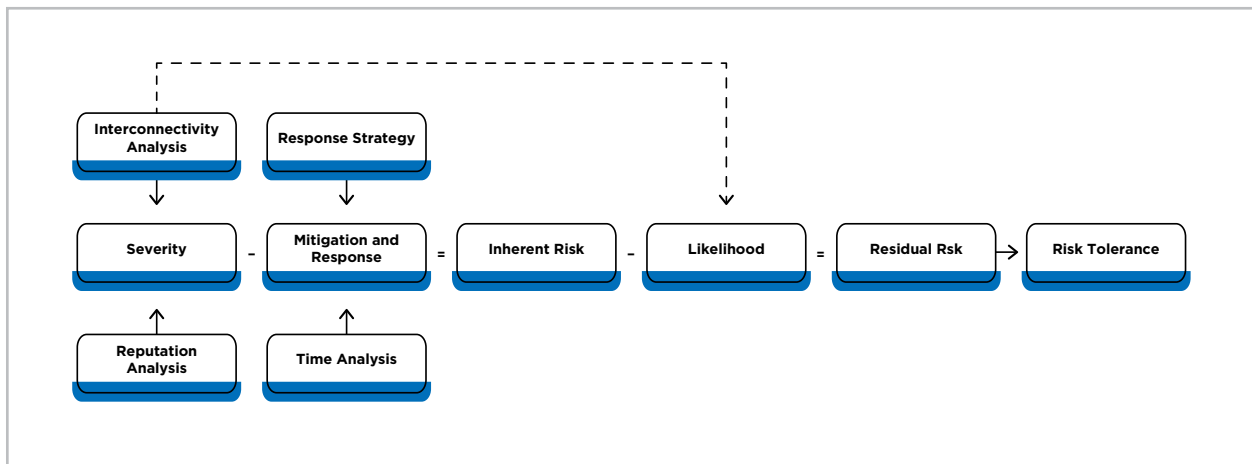 Interconnectivity
Analysis
Response Strategy
Severity
-
Mitigation and
Response
=
Inherent Risk
-
Likelihood
=
Residual Rsk
Risk Tolerance
Reputation
Analysis
Time Analysis